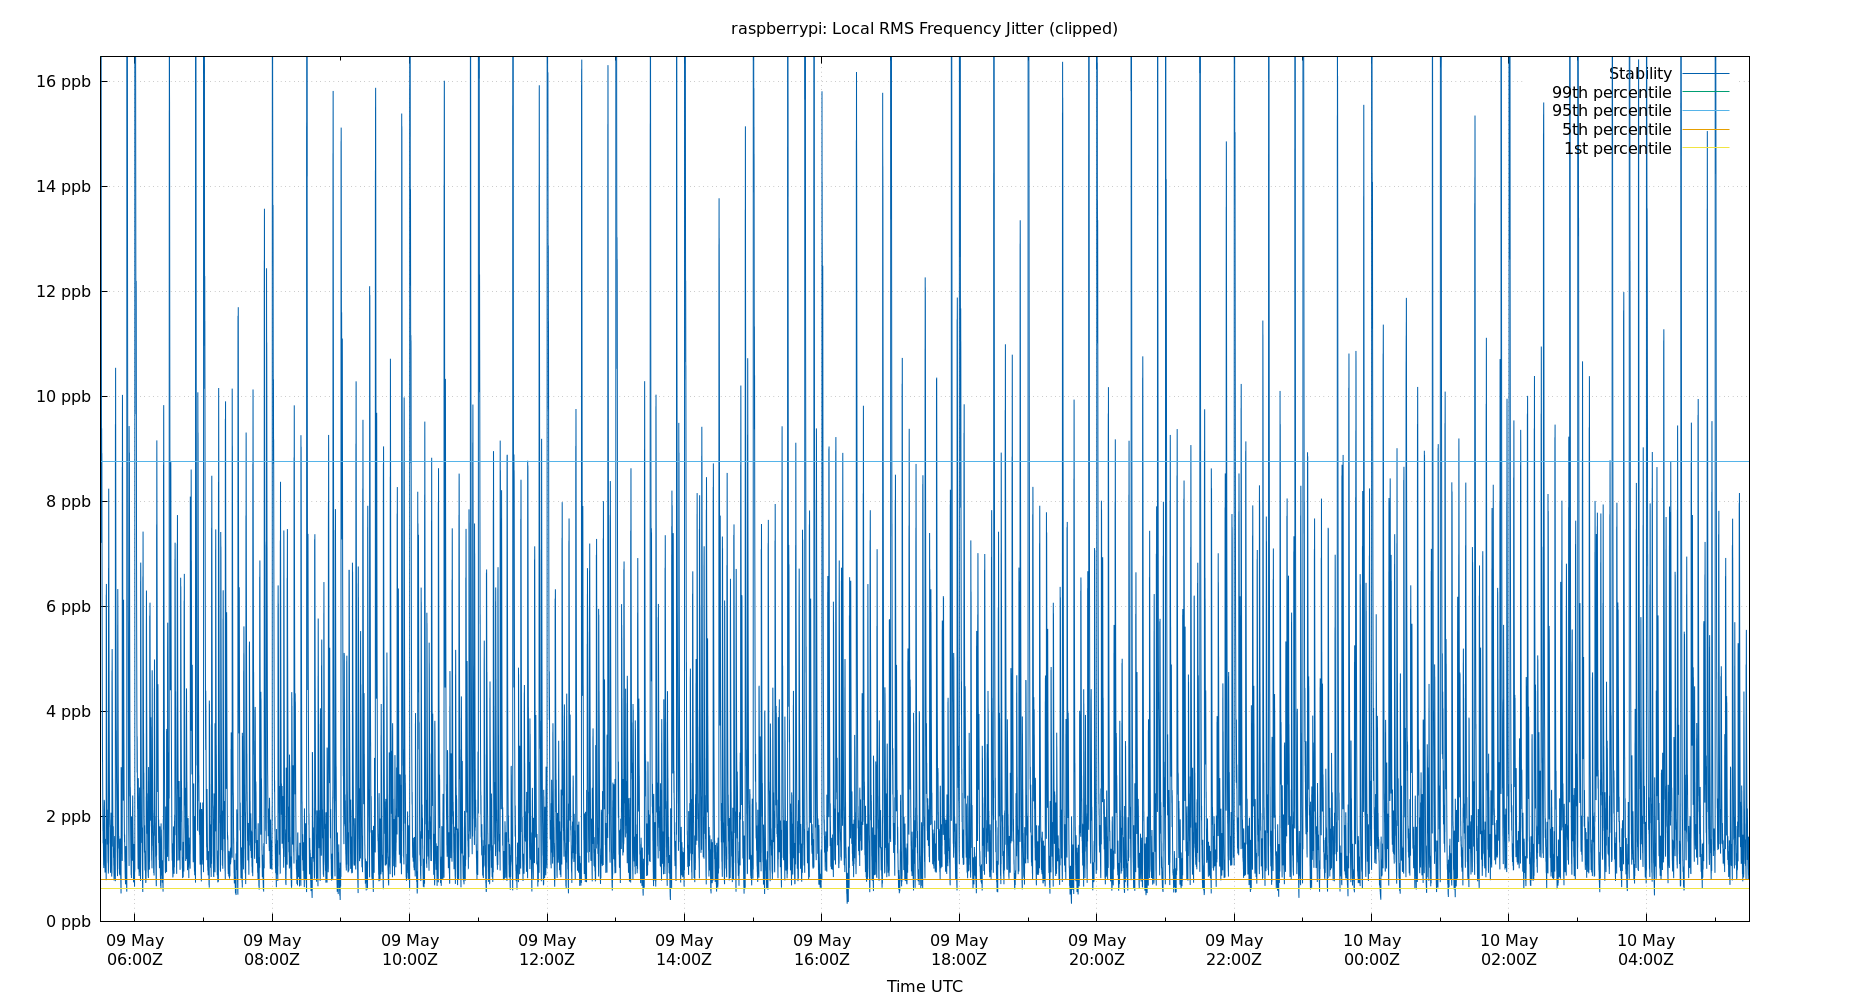 raspberrypi: Local RMS Frequency Jitter (clipped)
16 ppb
14 ppb
12 ppb
10 ppb
8 ppb
6 ppb
4 ppb
2 ppb
0 ppb
Stability
99th percentile
95th percentile
5th percentile
1st percentile
09 May
06:00Z
09 May
08:00Z
09 May
10:00Z
09 May
12:00Z
09 May
14:00Z
09 May
16:00Z
09 May
18:00Z
09 May
20:00Z
09 May
22:00Z
10 May
00:00Z
10 May
02:00Z
10 May
04:00Z
Time UTC